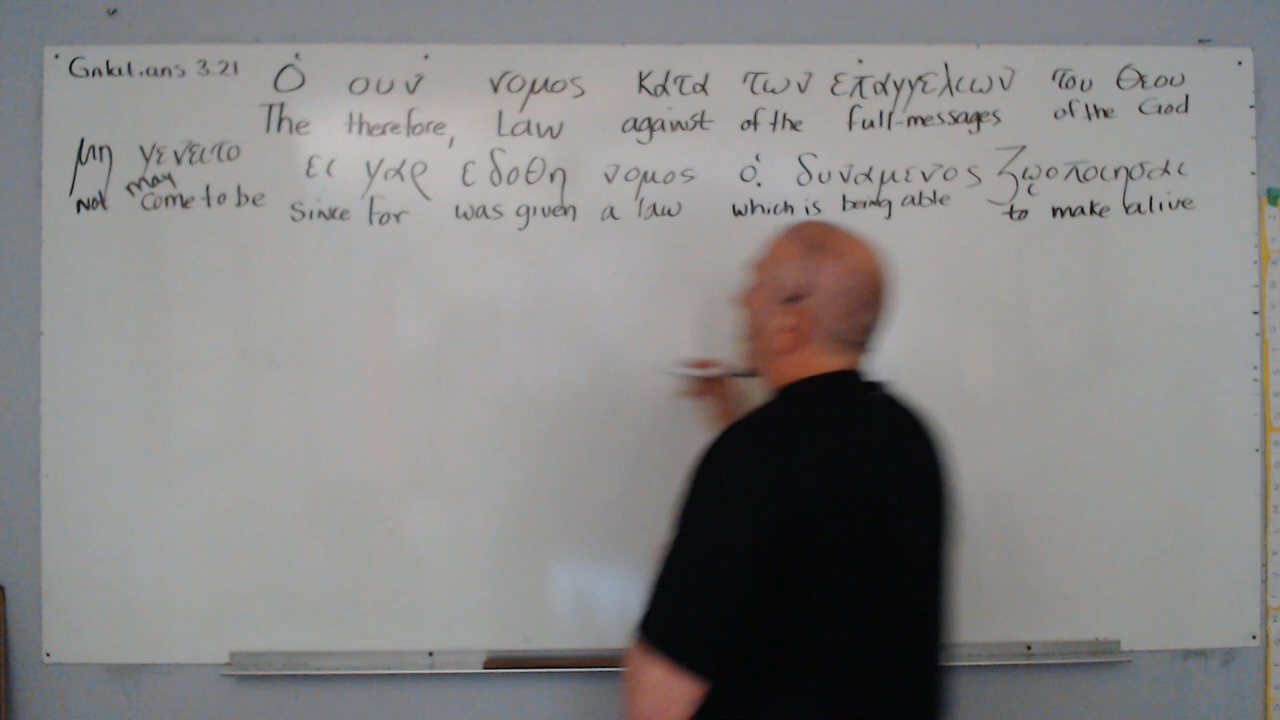 Galatians 3.21 Ὁ ουν νομος κατα των επαγγελιων του Θεου
The therefore, Law against of the full-messages of the God
μη γενειτο ει γαρ εδοθη νομος ὁ. δυναμενος ζωοποιησαι
not may come to be since for was given a law which is being able to make alive